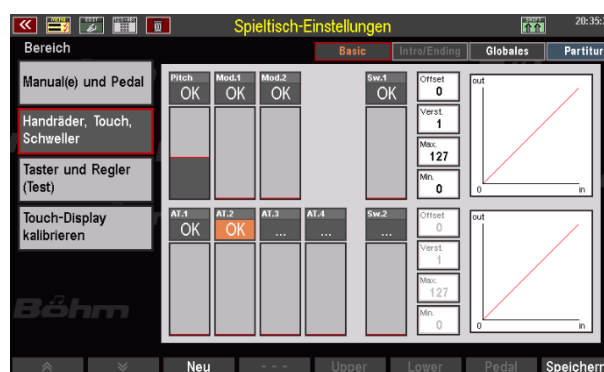 Spieltisch-Einstellungen
20:35:
Bereich
Basic
Intro/Ending
Globales
Partitur
Manual(e) und Pedal
Handräder, Touch,
Schweller
Taster und Regler
(Test)
Touch-Display
kalibrieren
Pitch
OK
Mod.1
OK
Mod.2
OK
Sw.1
OK
Offset
0
Verst.
1
Max.
127
Min.
0
out
0
in
AT.1
OK
AT.2
OK
AT.3
...
AT.4
...
Sw.2
...
Offset
0
Verst.
1
Max.
127
Min.
0
out
0
in
Böhm
Neu
- - -
Upper
Lower
Pedal
Speichern